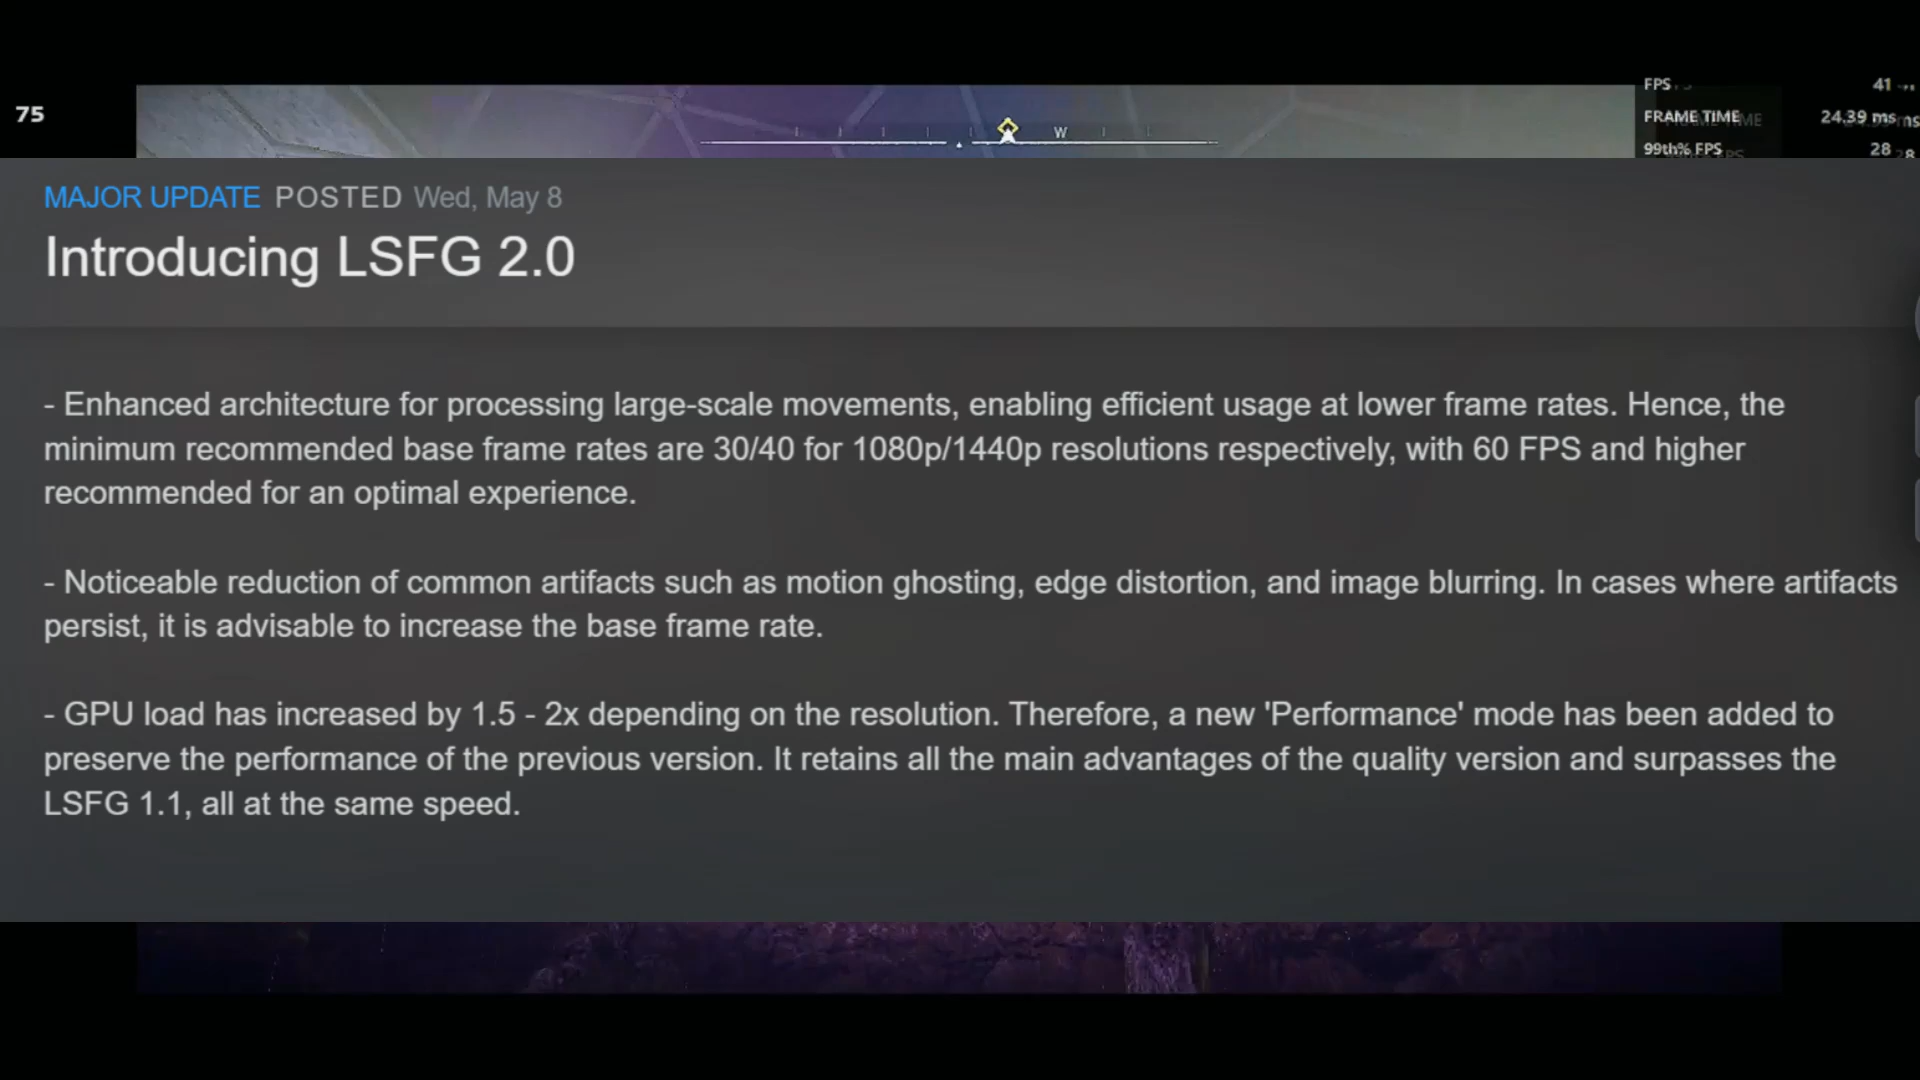 75
FPS 41
FRAME TIME 24.39 ms
99th% FPS 28
W
MAJOR UPDATE POSTED Wed, May 8
Introducing LSFG 2.0
- Enhanced architecture for processing large-scale movements, enabling efficient usage at lower frame rates. Hence, the
minimum recommended base frame rates are 30/40 for 1080p/1440p resolutions respectively, with 60 FPS and higher
recommended for an optimal experience.
- Noticeable reduction of common artifacts such as motion ghosting, edge distortion, and image blurring. In cases where artifacts
persist, it is advisable to increase the base frame rate.
- GPU load has increased by 1.5 - 2x depending on the resolution. Therefore, a new 'Performance' mode has been added to
preserve the performance of the previous version. It retains all the main advantages of the quality version and surpasses the
LSFG 1.1, all at the same speed.